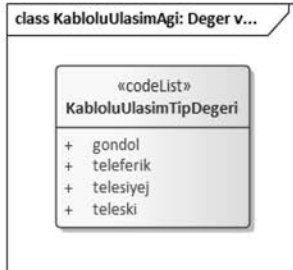 class KabloluUlasimAgi: Deger v...
«codeList»
KabloluUlasimTipDegeri
+ gondol
+ teleferik
+ telesiyej
+ teleski